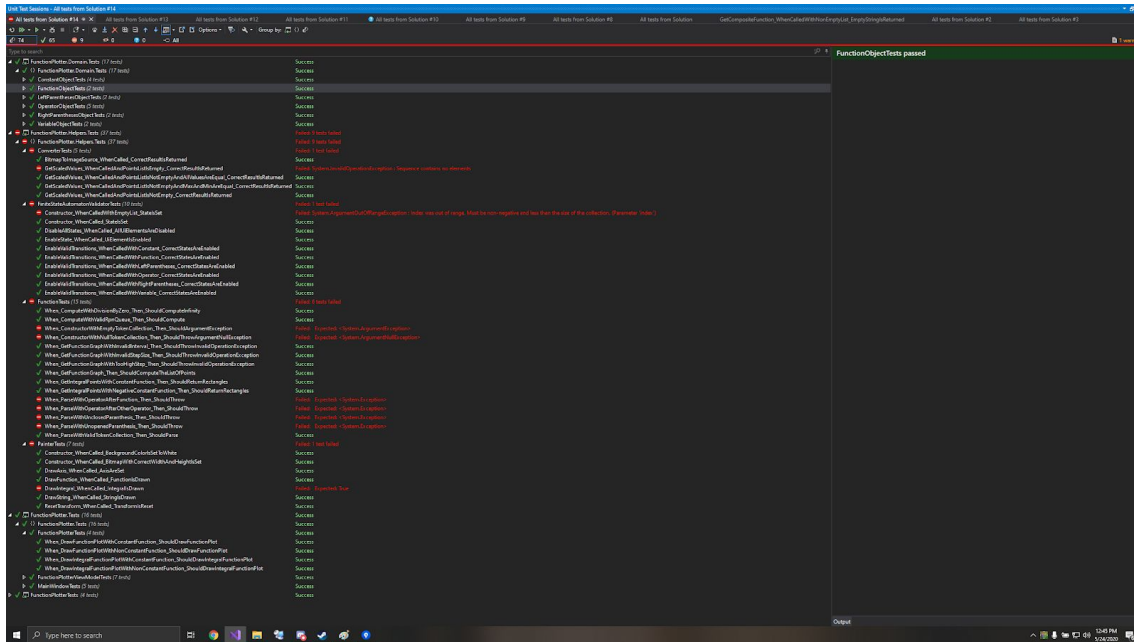 Unit Test Sessions - All tests from Solution #14
All tests from Solution #14 All tests from Solution #13 All tests from Solution #12 All tests from Solution #11 All tests from Solution #10 All tests from Solution #9 All tests from Solution #8 All tests from Solution GetCompositeFunction_WhenCalledWithNonEmptyList_EmptyStringIsReturned All tests from Solution #2 All tests from Solution #3
Options Group by:
74 65 9 0 0 All
Type to search
FunctionObjectTests passed
FunctionPlotter.Domain.Tests (17 tests) Success
FunctionPlotter.Domain.Tests (17 tests) Success
ConstantObjectTests (4 tests) Success
FunctionObjectTests (2 tests) Success
LeftParenthesesObjectTests (2 tests) Success
OperatorObjectTests (5 tests) Success
RightParenthesesObjectTests (2 tests) Success
VariableObjectTests (2 tests) Success
FunctionPlotter.Helpers.Tests (37 tests) Failed: 9 tests failed
FunctionPlotter.Helpers.Tests (37 tests) Failed: 9 tests failed
ConverterTests (5 tests) Failed: 1 test failed
BitmapToImageSource_WhenCalled_CorrectResultIsReturned Success
GetScaledValues_WhenCalledAndPointsListIsEmpty_CorrectResultIsReturned Failed: System.InvalidOperationException : Sequence contains no elements
GetScaledValues_WhenCalledAndPointsListIsNotEmptyAndAllValuesAreEqual_CorrectResultIsReturned Success
GetScaledValues_WhenCalledAndPointsListIsNotEmptyAndMaxAndMinAreEqual_CorrectResultIsReturned Success
GetScaledValues_WhenCalledAndPointsListIsNotEmpty_CorrectResultIsReturned Success
FiniteStateAutomatonValidatorTests (10 tests) Failed: 1 test failed
Constructor_WhenCalledWithEmptyList_StateIsSet Failed: System.ArgumentOutOfRangeException : Index was out of range. Must be non-negative and less than the size of the collection. (Parameter 'index')
Constructor_WhenCalled_StateIsSet Success
DisableAllStates_WhenCalled_AllUiElementsAreDisabled Success
EnableState_WhenCalled_UiElementIsEnabled Success
EnableValidTransitions_WhenCalledWithConstant_CorrectStatesAreEnabled Success
EnableValidTransitions_WhenCalledWithFunction_CorrectStatesAreEnabled Success
EnableValidTransitions_WhenCalledWithLeftParentheses_CorrectStatesAreEnabled Success
EnableValidTransitions_WhenCalledWithOperator_CorrectStatesAreEnabled Success
EnableValidTransitions_WhenCalledWithRightParentheses_CorrectStatesAreEnabled Success
EnableValidTransitions_WhenCalledWithVariable_CorrectStatesAreEnabled Success
FunctionTests (15 tests) Failed: 6 tests failed
When_ComputeWithDivisionByZero_Then_ShouldComputeInfinity Success
When_ComputeWithValidRpnQueue_Then_ShouldCompute Success
When_ConstructorWithEmptyTokenCollection_Then_ShouldArgumentException Failed: Expected: <System.ArgumentException>
When_ConstructorWithNullTokenCollection_Then_ShouldThrowArgumentNullException Failed: Expected: <System.ArgumentNullException>
When_GetFunctionGraphWithInvalidInterval_Then_ShouldThrowInvalidOperationException Success
When_GetFunctionGraphWithInvalidStepSize_Then_ShouldThrowInvalidOperationException Success
When_GetFunctionGraphWithTooHighStep_Then_ShouldThrowInvalidOperationException Success
When_GetFunctionGraph_Then_ShouldComputeTheListOfPoints Success
When_GetIntegralPointsWithConstantFunction_Then_ShouldReturnRectangles Success
When_GetIntegralPointsWithNegativeConstantFunction_Then_ShouldReturnRectangles Success
When_ParseWithOperatorAfterFunction_Then_ShouldThrow Failed: Expected: <System.Exception>
When_ParseWithOperatorAfterOtherOperator_Then_ShouldThrow Failed: Expected: <System.Exception>
When_ParseWithUnclosedParenthesis_Then_ShouldThrow Failed: Expected: <System.Exception>
When_ParseWithUnopenedParenthesis_Then_ShouldThrow Failed: Expected: <System.Exception>
When_ParseWithValidTokenCollection_Then_ShouldParse Success
PainterTests (7 tests) Failed: 1 test failed
Constructor_WhenCalled_BackgroundColorIsSetToWhite Success
Constructor_WhenCalled_BitmapWithCorrectWidthAndHeightIsSet Success
DrawAxis_WhenCalled_AxisAreSet Success
DrawFunction_WhenCalled_FunctionIsDrawn Success
DrawIntegral_WhenCalled_IntegralIsDrawn Failed: Expected: True
DrawString_WhenCalled_StringIsDrawn Success
ResetTransform_WhenCalled_TransformIsReset Success
FunctionPlotter.Tests (16 tests) Success
FunctionPlotter.Tests (16 tests) Success
FunctionPlotterTests (4 tests) Success
When_DrawFunctionPlotWithConstantFunction_ShouldDrawFunctionPlot Success
When_DrawFunctionPlotWithNonConstantFunction_ShouldDrawFunctionPlot Success
When_DrawIntegralFunctionPlotWithConstantFunction_ShouldDrawIntegralFunctionPlot Success
When_DrawIntegralFunctionPlotWithNonConstantFunction_ShouldDrawIntegralFunctionPlot Success
FunctionPlotterViewModelTests (7 tests) Success
MainWindowTests (5 tests) Success
FunctionPlotterTests (4 tests) Success
Output
Type here to search
12:45 PM
5/24/2020